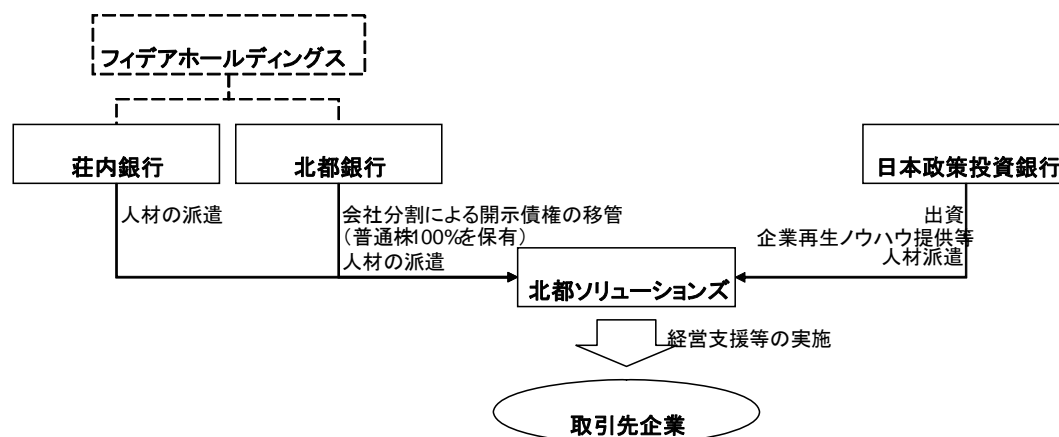 フィデアホールディングス
荘内銀行
北都銀行
日本政策投資銀行
人材の派遣
会社分割による開示債権の移管
（普通株100%を保有）
人材の派遣
出資
企業再生ノウハウ提供等
人材派遣
北都ソリューションズ
経営支援等の実施
取引先企業